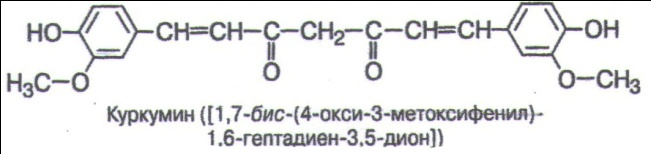 HO
CH=CH–C–CH2–C–CH=CH
OH
H3C–O
O
O
O–CH3
Куркумин ([1,7-бис-(4-окси-3-метоксифенил)-
1.6-гептадиен-3,5-дион])